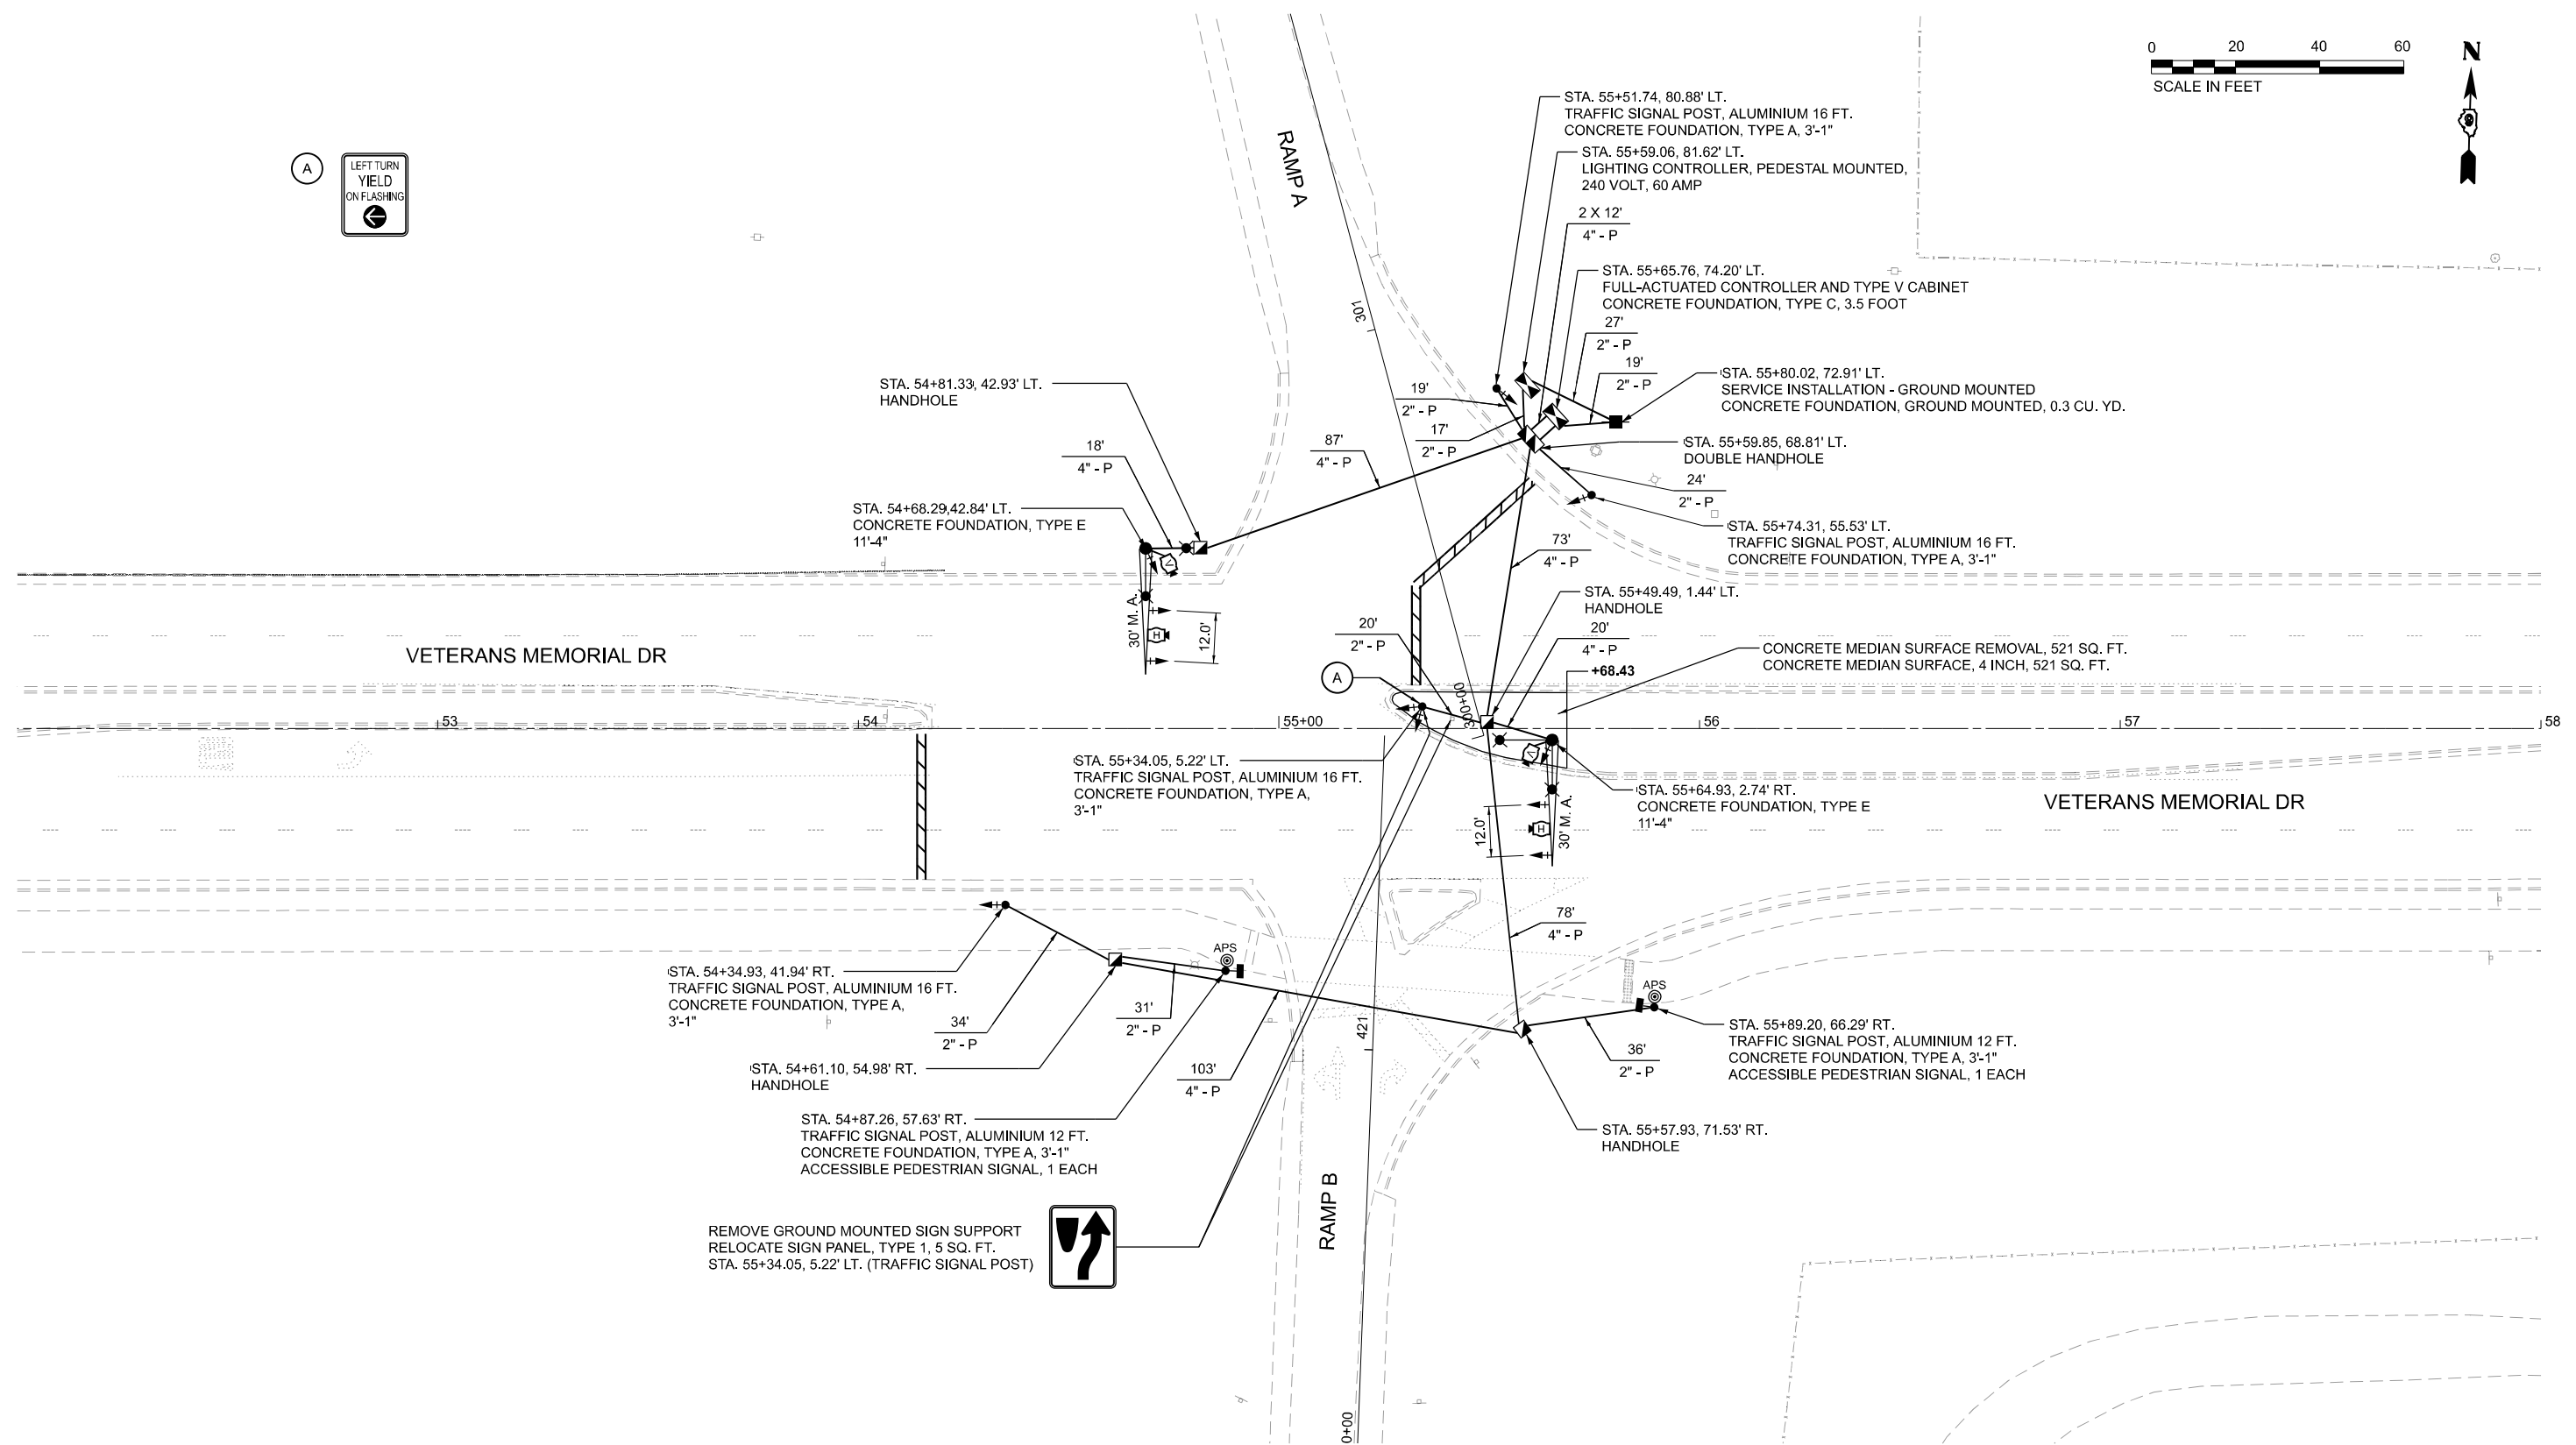 0 20 40 60
SCALE IN FEET
N
A
LEFT TURN
YIELD
ON FLASHING
RAMP A
301
STA. 55+51.74, 80.88' LT.
TRAFFIC SIGNAL POST, ALUMINIUM 16 FT.
CONCRETE FOUNDATION, TYPE A, 3'-1"
STA. 55+59.06, 81.62' LT.
LIGHTING CONTROLLER, PEDESTAL MOUNTED,
240 VOLT, 60 AMP
2 X 12'
4" - P
STA. 55+65.76, 74.20' LT.
FULL-ACTUATED CONTROLLER AND TYPE V CABINET
CONCRETE FOUNDATION, TYPE C, 3.5 FOOT
27'
2" - P
19'
2" - P
STA. 55+80.02, 72.91' LT.
SERVICE INSTALLATION - GROUND MOUNTED
CONCRETE FOUNDATION, GROUND MOUNTED, 0.3 CU. YD.
19'
2" - P
17'
2" - P
STA. 55+59.85, 68.81' LT.
DOUBLE HANDHOLE
24'
2" - P
STA. 55+74.31, 55.53' LT.
TRAFFIC SIGNAL POST, ALUMINIUM 16 FT.
CONCRETE FOUNDATION, TYPE A, 3'-1"
STA. 54+81.33, 42.93' LT.
HANDHOLE
18'
4" - P
87'
4" - P
STA. 54+68.29,42.84' LT.
CONCRETE FOUNDATION, TYPE E
11'-4"
V
30' M. A.
H
12.0'
73'
4" - P
STA. 55+49.49, 1.44' LT.
HANDHOLE
20'
2" - P
20'
4" - P
+68.43
CONCRETE MEDIAN SURFACE REMOVAL, 521 SQ. FT.
CONCRETE MEDIAN SURFACE, 4 INCH, 521 SQ. FT.
VETERANS MEMORIAL DR
A
300+00
53
54
55+00
56
57
58
STA. 55+34.05, 5.22' LT.
TRAFFIC SIGNAL POST, ALUMINIUM 16 FT.
CONCRETE FOUNDATION, TYPE A,
3'-1"
V
STA. 55+64.93, 2.74' RT.
CONCRETE FOUNDATION, TYPE E
11'-4"
12.0'
H
30' M. A.
VETERANS MEMORIAL DR
78'
4" - P
APS
STA. 54+34.93, 41.94' RT.
TRAFFIC SIGNAL POST, ALUMINIUM 16 FT.
CONCRETE FOUNDATION, TYPE A,
3'-1"
34'
2" - P
31'
2" - P
103'
4" - P
421
APS
STA. 55+89.20, 66.29' RT.
TRAFFIC SIGNAL POST, ALUMINIUM 12 FT.
CONCRETE FOUNDATION, TYPE A, 3'-1"
ACCESSIBLE PEDESTRIAN SIGNAL, 1 EACH
36'
2" - P
STA. 54+61.10, 54.98' RT.
HANDHOLE
STA. 54+87.26, 57.63' RT.
TRAFFIC SIGNAL POST, ALUMINIUM 12 FT.
CONCRETE FOUNDATION, TYPE A, 3'-1"
ACCESSIBLE PEDESTRIAN SIGNAL, 1 EACH
STA. 55+57.93, 71.53' RT.
HANDHOLE
RAMP B
REMOVE GROUND MOUNTED SIGN SUPPORT
RELOCATE SIGN PANEL, TYPE 1, 5 SQ. FT.
STA. 55+34.05, 5.22' LT. (TRAFFIC SIGNAL POST)
0+00